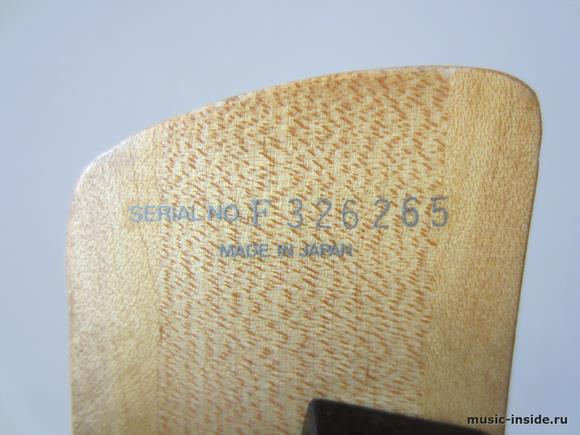 SERIAL NO. F 326265
MADE IN JAPAN
music-inside.ru